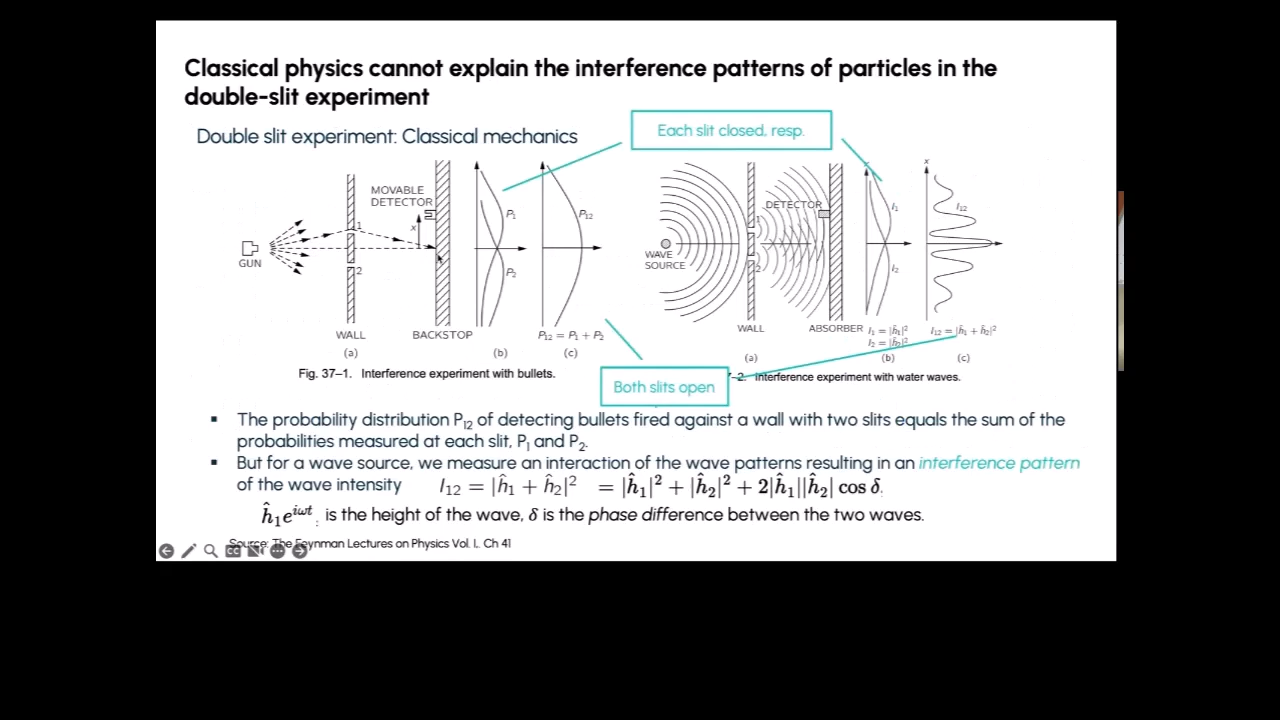 Classical physics cannot explain the interference patterns of particles in the
double-slit experiment
Double slit experiment: Classical mechanics
Each slit closed, resp.
MOVABLE
DETECTOR
x
GUN
1
2
WALL
BACKSTOP
P₁
P₂
P₁₂
P₁₂ = P₁ + P₂
(a)
(b)
(c)
Fig. 37–1. Interference experiment with bullets.
x
DETECTOR
WAVE
SOURCE
1
2
WALL
ABSORBER
I₁
I₂
I₁₂
I₁ = |ĥ₁|²
I₂ = |ĥ₂|²
I₁₂ = |ĥ₁ + ĥ₂|²
(a)
(b)
(c)
Both slits open
–2. Interference experiment with water waves.
▪ The probability distribution P₁₂ of detecting bullets fired against a wall with two slits equals the sum of the
probabilities measured at each slit, P₁ and P₂.
▪ But for a wave source, we measure an interaction of the wave patterns resulting in an interference pattern
of the wave intensity I₁₂ = |ĥ₁ + ĥ₂|² = |ĥ₁|² + |ĥ₂|² + 2|ĥ₁||ĥ₂| cos δ.
ĥ₁e^{iωt} is the height of the wave, δ is the phase difference between the two waves.
Source: The Feynman Lectures on Physics Vol. I. Ch 41
CC